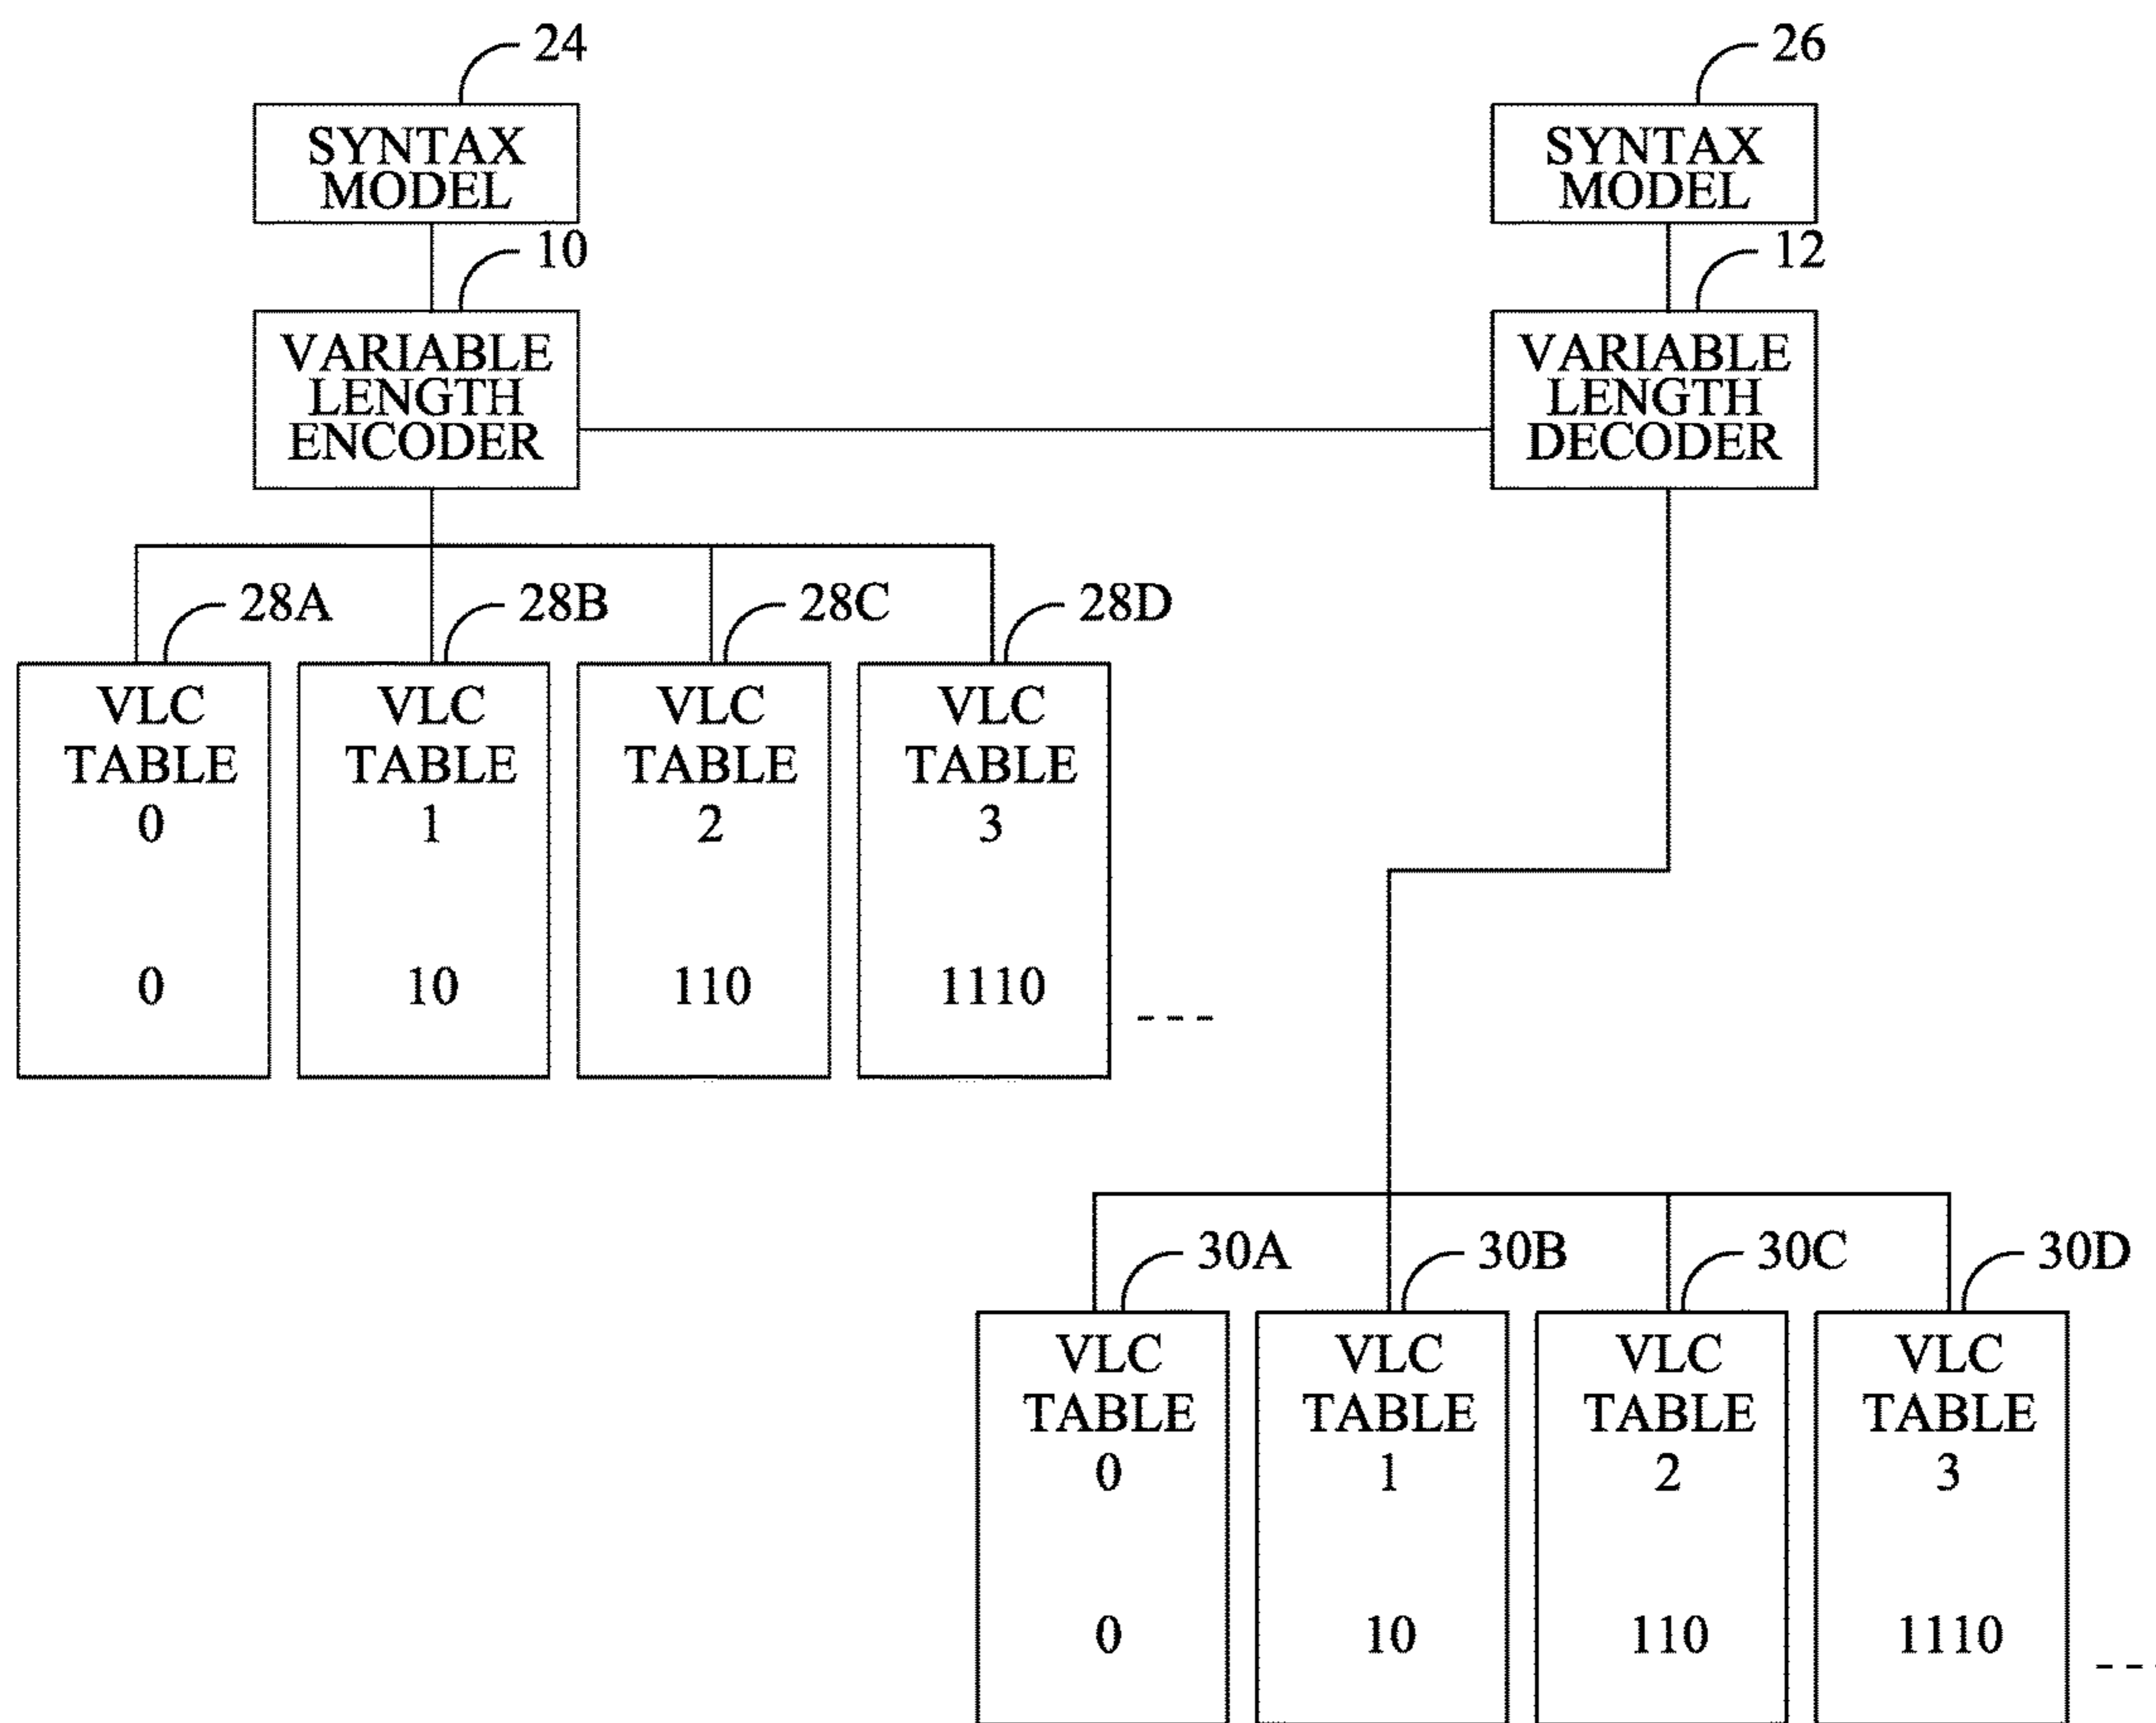 24
26
SYNTAX
MODEL
SYNTAX
MODEL
10
12
VARIABLE
LENGTH
ENCODER
VARIABLE
LENGTH
DECODER
28A
28B
28C
28D
VLC
TABLE
0
0
VLC
TABLE
1
10
VLC
TABLE
2
110
VLC
TABLE
3
1110
30A
30B
30C
30D
VLC
TABLE
0
0
VLC
TABLE
1
10
VLC
TABLE
2
110
VLC
TABLE
3
1110